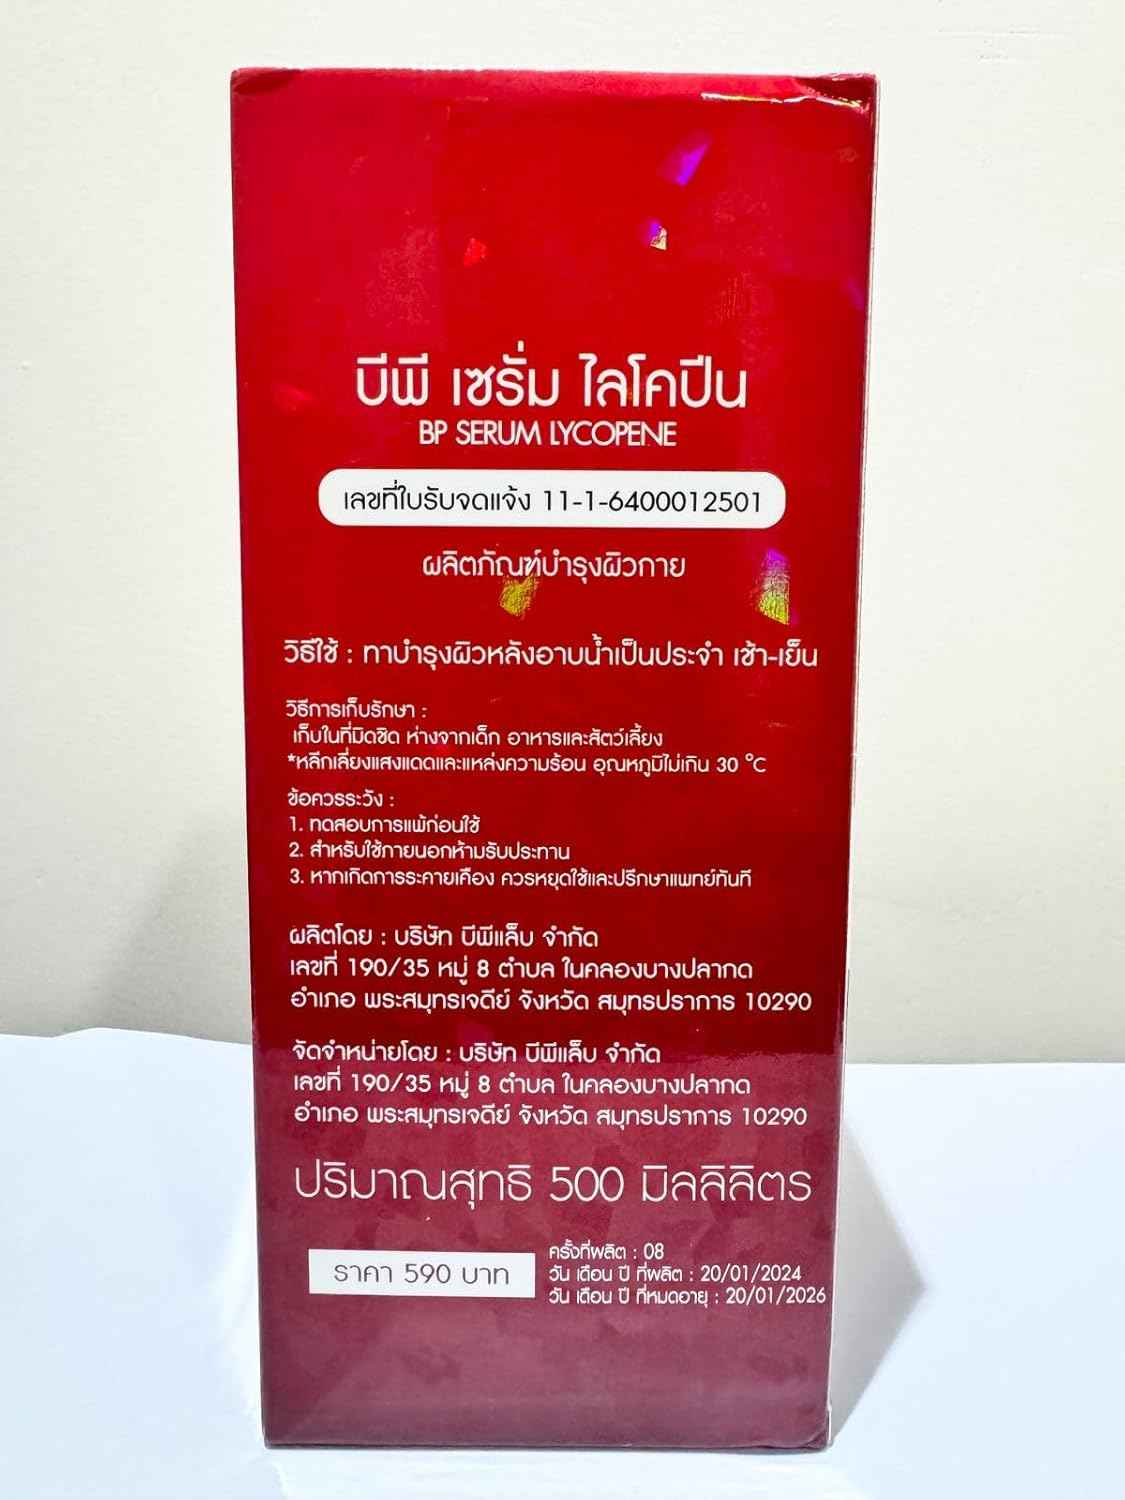 บีพี เซรั่ม ไลโคปีน
BP SERUM LYCOPENE
เลขที่ใบรับจดแจ้ง 11-1-6400012501
ผลิตภัณฑ์บำรุงผิวกาย
วิธีใช้ : ทาบำรุงผิวหลังอาบน้ำเป็นประจำ เช้า-เย็น
วิธีการเก็บรักษา :
เก็บในที่มิดชิด ห่างจากเด็ก อาหารและสัตว์เลี้ยง
*หลีกเลี่ยงแสงแดดและแหล่งความร้อน อุณหภูมิไม่เกิน 30 °C
ข้อควรระวัง :
1. ทดสอบการแพ้ก่อนใช้
2. สำหรับใช้ภายนอกห้ามรับประทาน
3. หากเกิดการระคายเคือง ควรหยุดใช้และปรึกษาแพทย์ทันที
ผลิตโดย : บริษัท บีพีแล็บ จำกัด
เลขที่ 190/35 หมู่ 8 ตำบล ในคลองบางปลากด
อำเภอ พระสมุทรเจดีย์ จังหวัด สมุทรปราการ 10290
จัดจำหน่ายโดย : บริษัท บีพีแล็บ จำกัด
เลขที่ 190/35 หมู่ 8 ตำบล ในคลองบางปลากด
อำเภอ พระสมุทรเจดีย์ จังหวัด สมุทรปราการ 10290
ปริมาณสุทธิ 500 มิลลิลิตร
ราคา 590 บาท
ครั้งที่ผลิต : 08
วัน เดือน ปี ที่ผลิต : 20/01/2024
วัน เดือน ปี ที่หมดอายุ : 20/01/2026